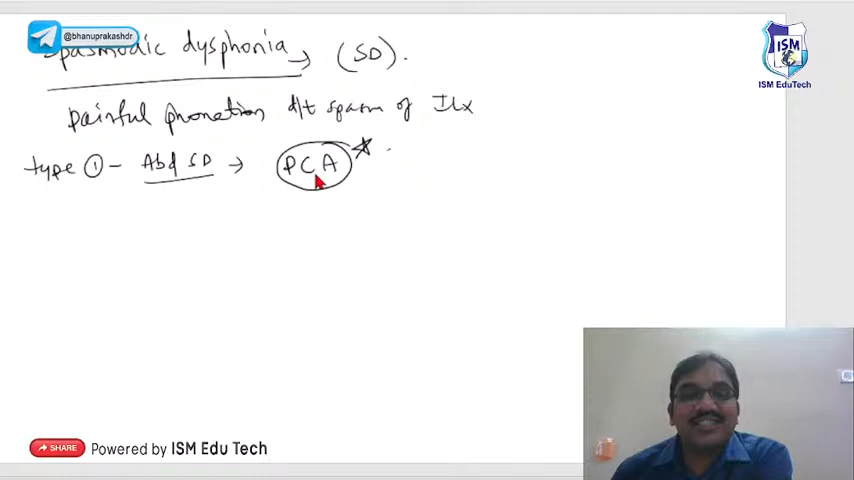 @bhanuprakashdr
Spasmodic dysphonia → (SD).
ISM
ISM EduTech
painful phonation d/t spasm of ILx
type ① - Abd SD → PCA
SHARE
Powered by ISM Edu Tech